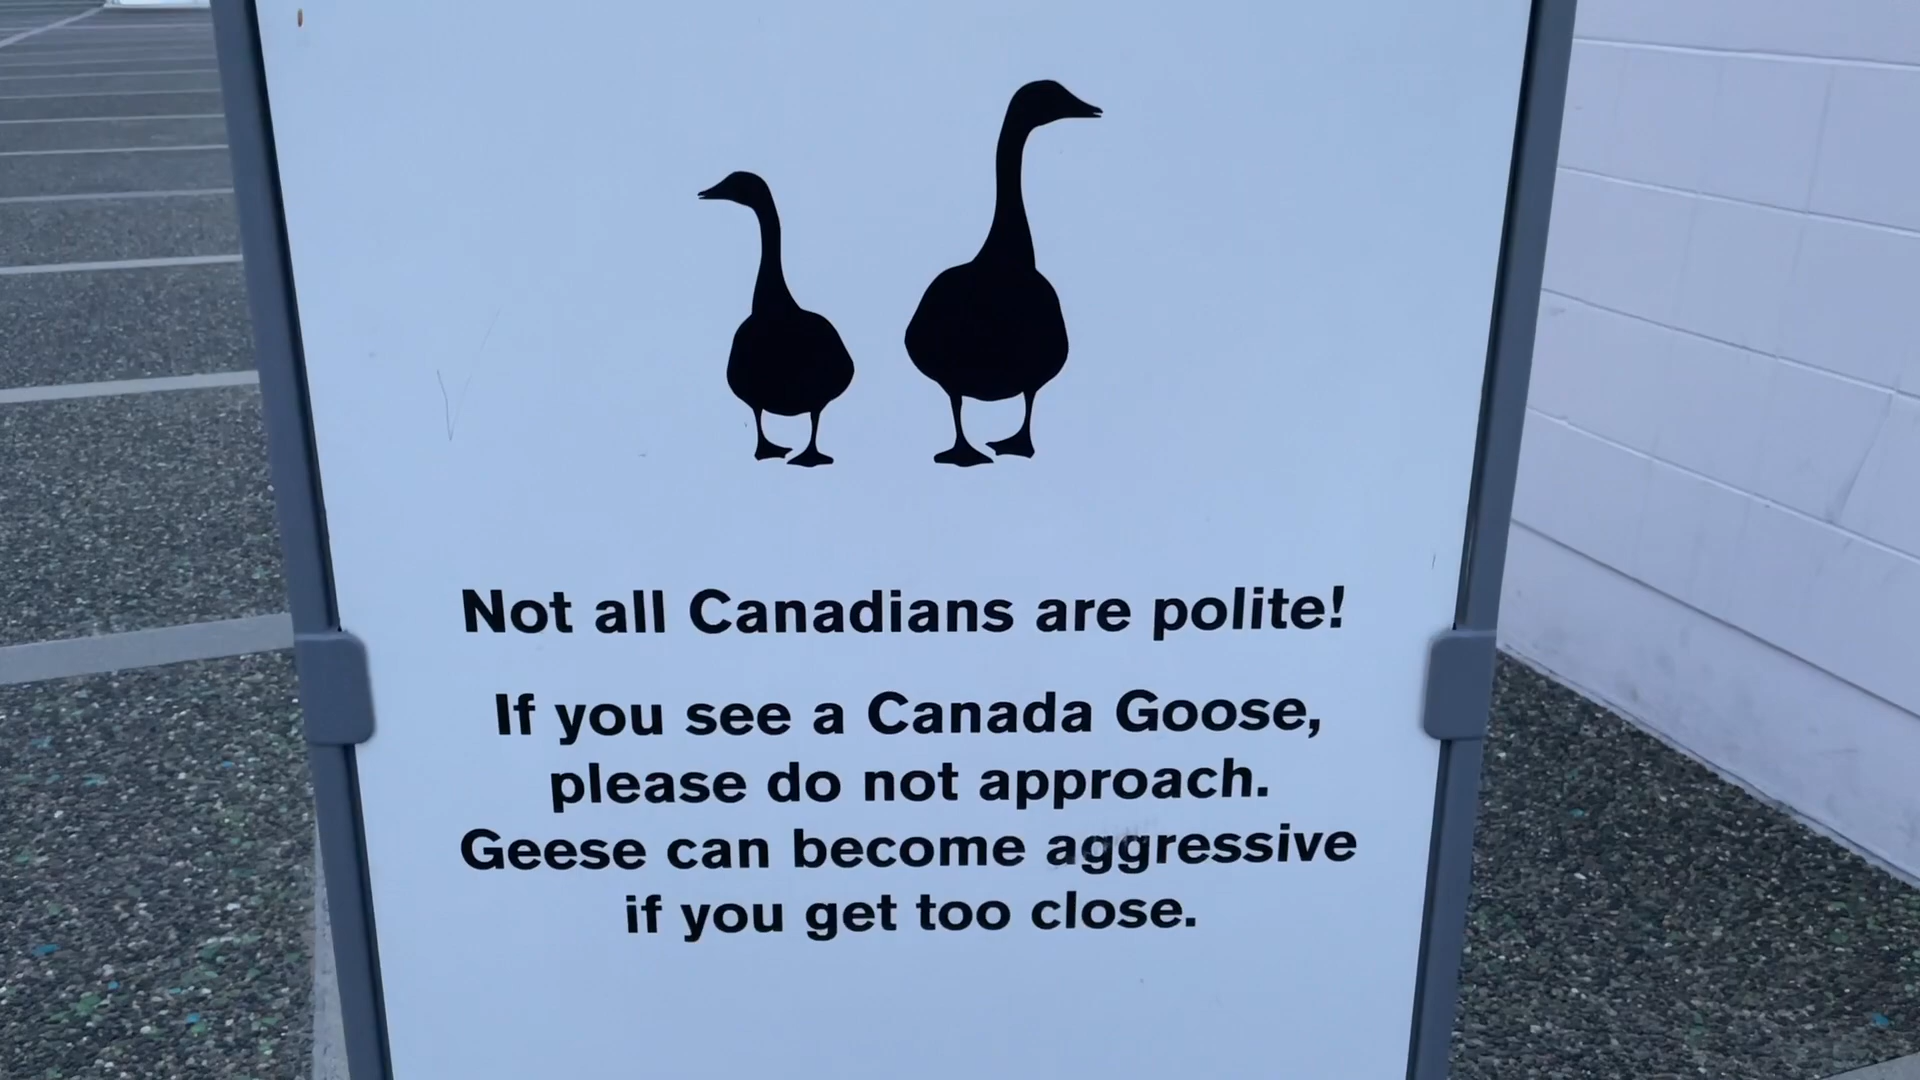 Not all Canadians are polite!
If you see a Canada Goose,
please do not approach.
Geese can become aggressive
if you get too close.